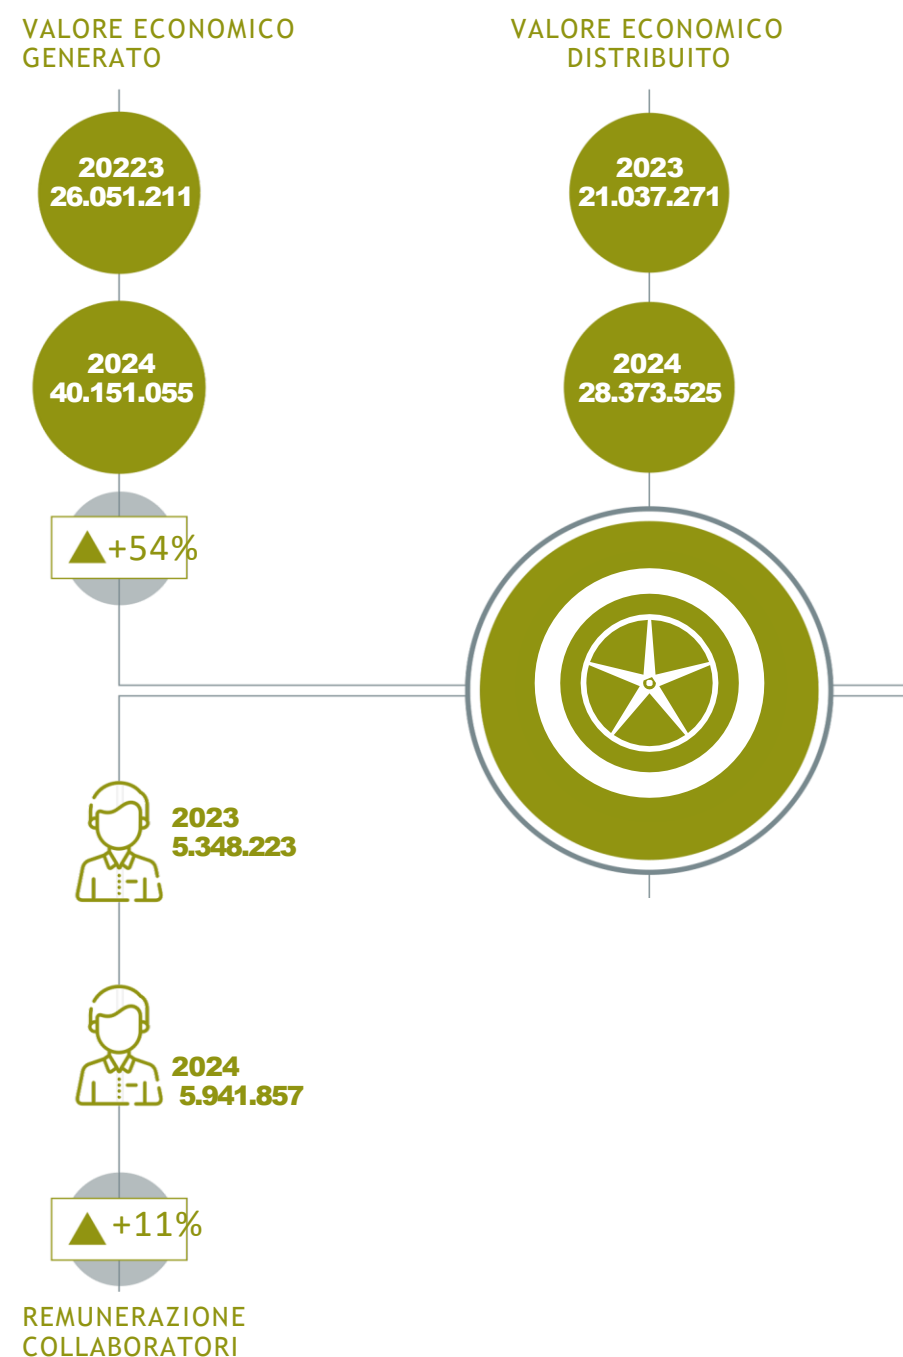 VALORE ECONOMICO
GENERATO
20223
26.051.211
2024
40.151.055
+54%
VALORE ECONOMICO
DISTRIBUITO
2023
21.037.271
2024
28.373.525
2023
5.348.223
2024
5.941.857
+11%
REMUNERAZIONE
COLLABORATORI